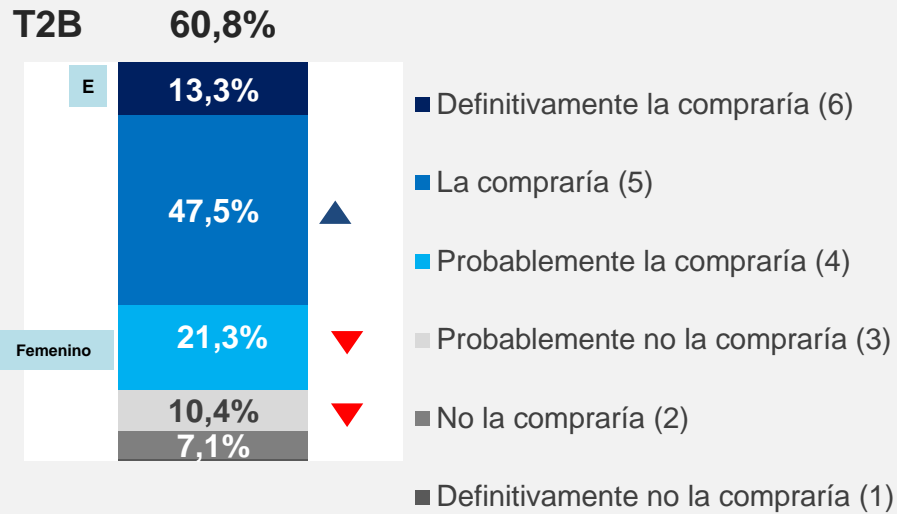 T2B 60,8%
E
13,3%
47,5%
21,3%
Femenino
10,4%
7,1%
Definitivamente la compraría (6)
La compraría (5)
Probablemente la compraría (4)
Probablemente no la compraría (3)
No la compraría (2)
Definitivamente no la compraría (1)